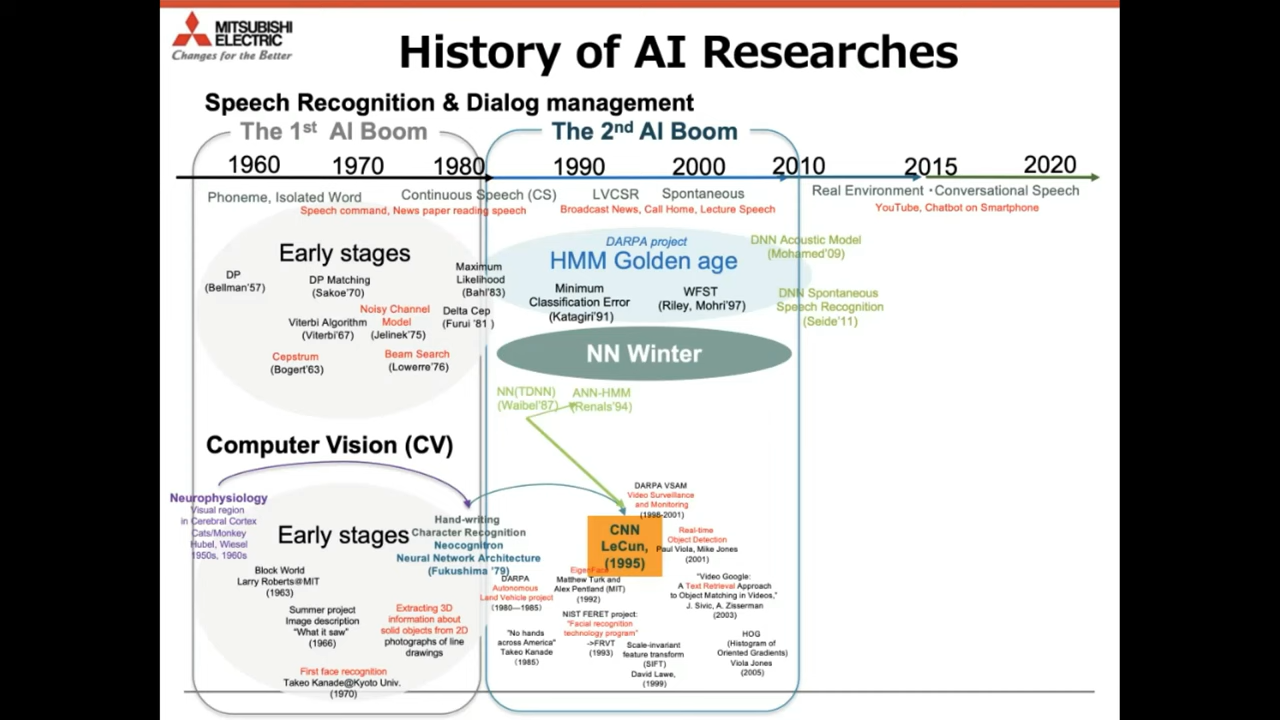 MITSUBISHI
ELECTRIC
Changes for the Better
History of AI Researches
Speech Recognition & Dialog management
The 1st AI Boom
The 2nd AI Boom
1960
1970
1980
1990
2000
2010
2015
2020
Phoneme, Isolated Word
Continuous Speech (CS)
LVCSR
Spontaneous
Real Environment・Conversational Speech
Speech command, News paper reading speech
Broadcast News, Call Home, Lecture Speech
YouTube, Chatbot on Smartphone
Early stages
DP
(Bellman'57)
DP Matching
(Sakoe'70)
Maximum
Likelihood
(Bahl'83)
Viterbi Algorithm
(Viterbi'67)
Noisy Channel
Model
(Jelinek'75)
Delta Cep
(Furui '81 )
Cepstrum
(Bogert'63)
Beam Search
(Lowerre'76)
DARPA project
HMM Golden age
Minimum
Classification Error
(Katagiri'91)
WFST
(Riley, Mohri'97)
DNN Acoustic Model
(Mohamed'09)
DNN Spontaneous
Speech Recognition
(Seide'11)
NN Winter
NN(TDNN)
(Waibel'87)
ANN-HMM
(Renals'94)
Computer Vision (CV)
Neurophysiology
Visual region
in Cerebral Cortex
Cats/Monkey
Hubel, Wiesel
1950s, 1960s
Early stages
Hand-writing
Character Recognition
Neocognitron
Neural Network Architecture
(Fukushima '79)
Block World
Larry Roberts@MIT
(1963)
Summer project
Image description
"What it saw"
(1966)
Extracting 3D
information about
solid objects from 2D
photographs of line
drawings
First face recognition
Takeo Kanade@Kyoto Univ.
(1970)
DARPA
Autonomous
Land Vehicle project
(1980—1985)
"No hands
across America"
Takeo Kanade
(1985)
EigenFace
Matthew Turk and
Alex Pentland (MIT)
(1992)
NIST FERET project:
"Facial recognition
technology program"
->FRVT
(1993)
CNN
LeCun,
(1995)
DARPA VSAM
Video Surveillance
and Monitoring
(1998-2001)
Real-time
Object Detection
Paul Viola, Mike Jones
(2001)
"Video Google:
A Text Retrieval Approach
to Object Matching in Videos,"
J. Sivic, A. Zisserman
(2003)
Scale-invariant
feature transform
(SIFT)
David Lawe,
(1999)
HOG
(Histogram of
Oriented Gradients)
Viola Jones
(2005)